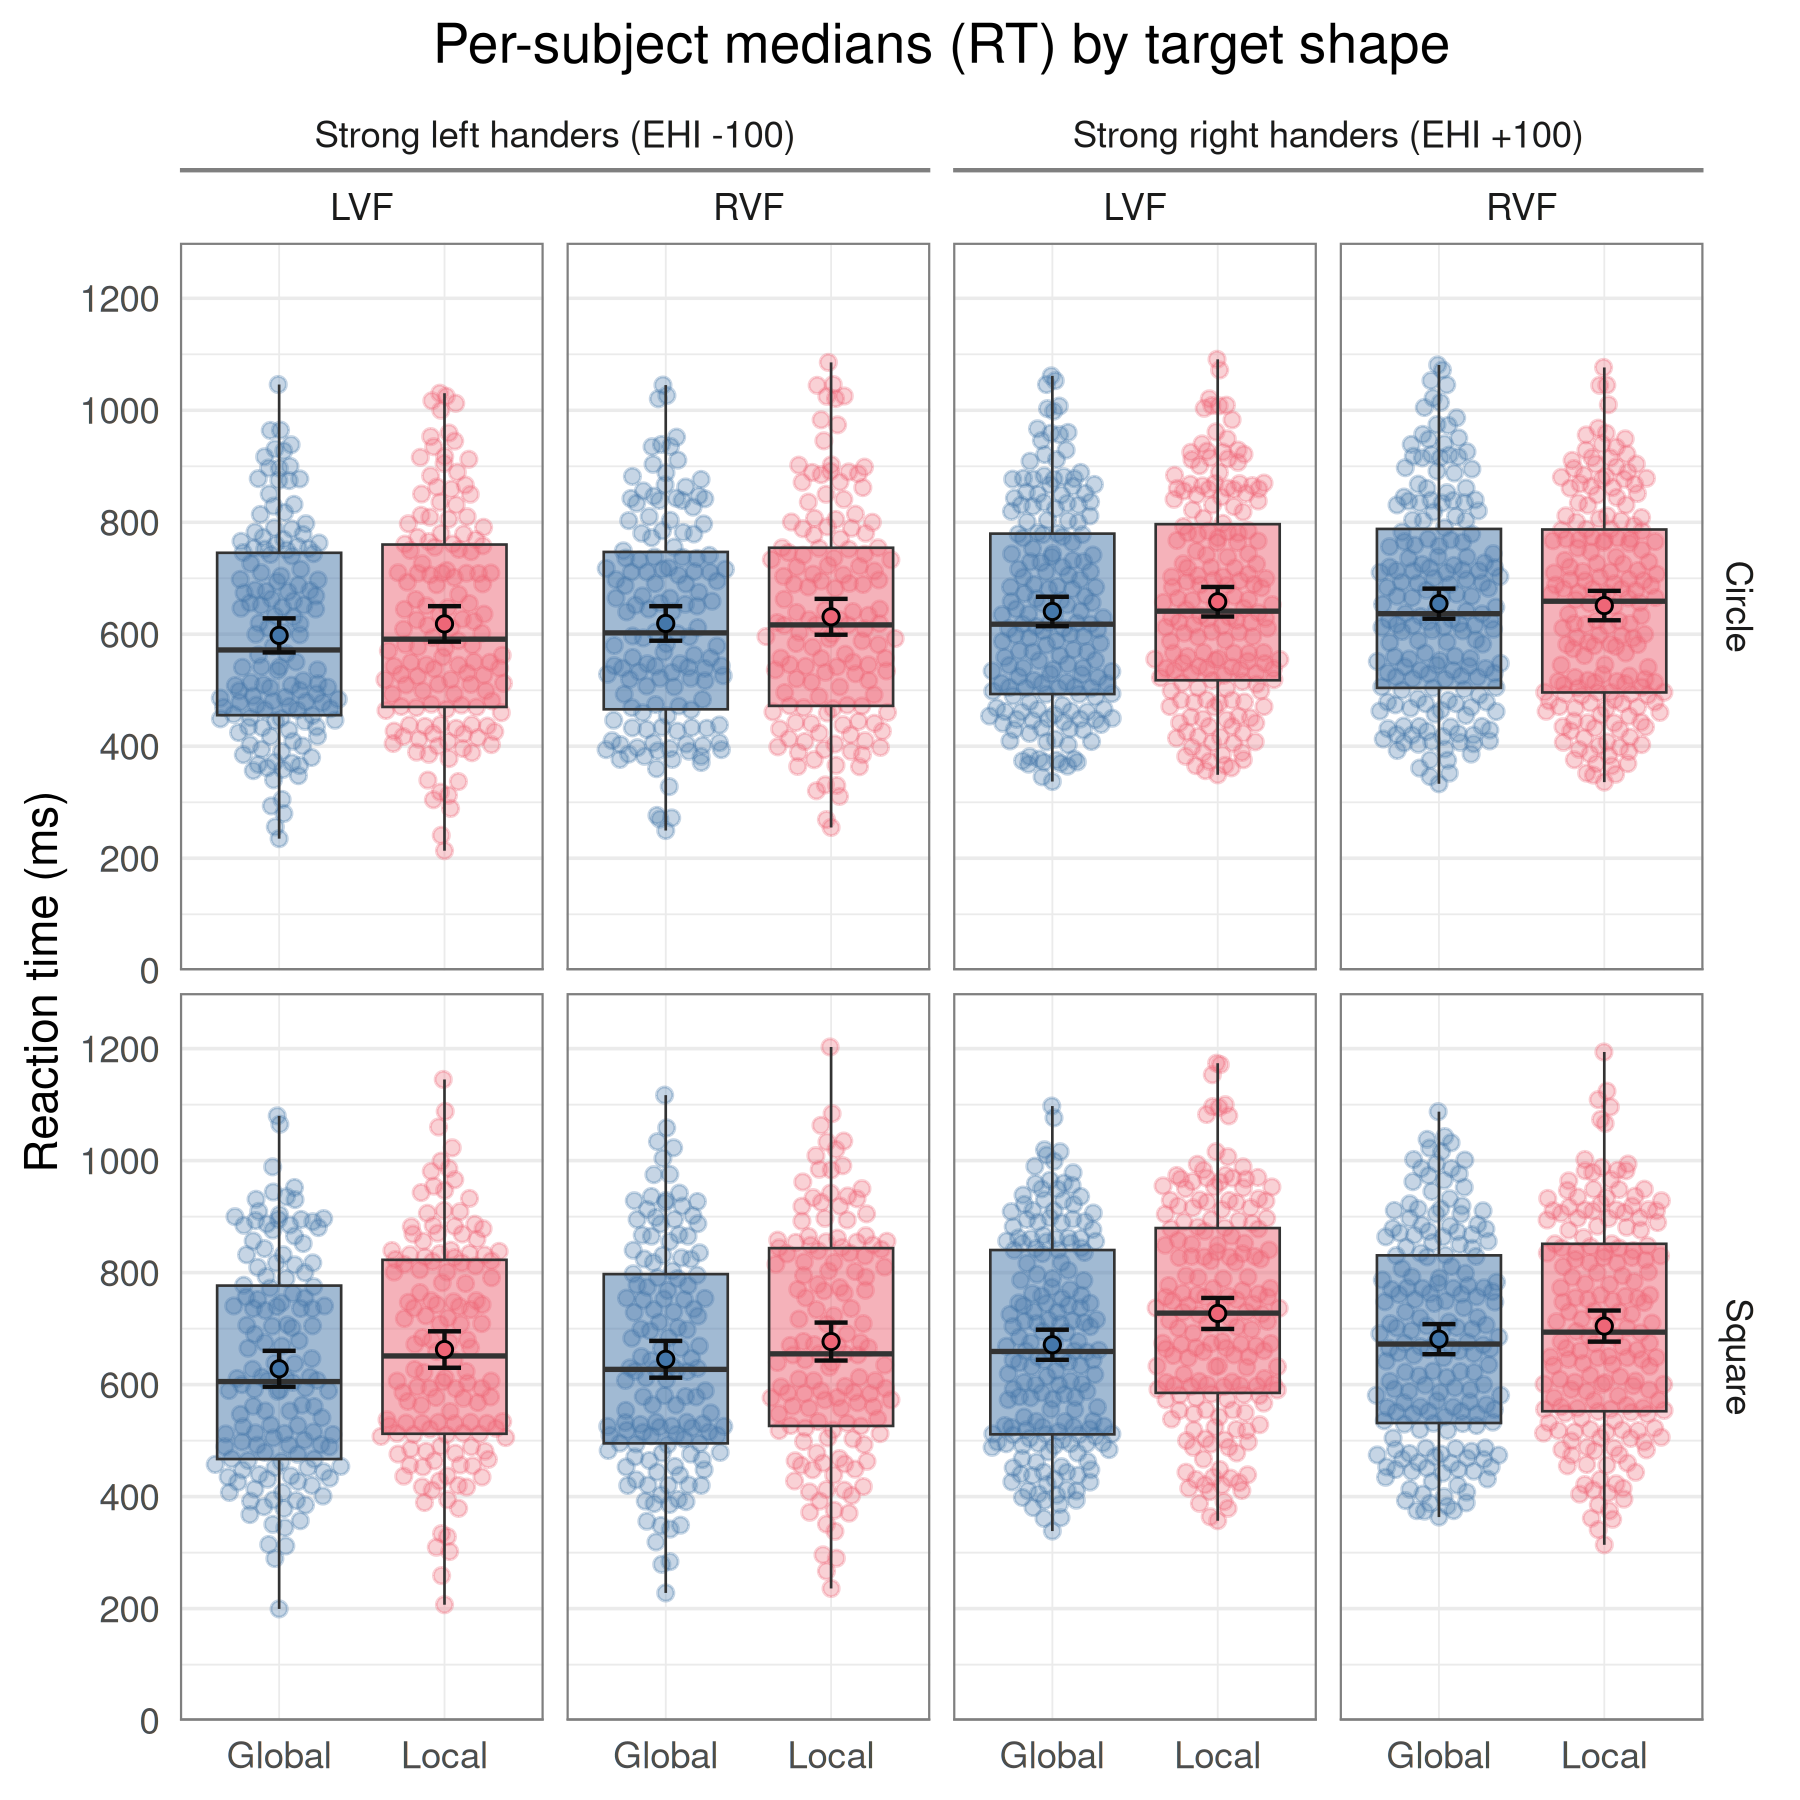 Per-subject medians (RT) by target shape
Strong left handers (EHI -100)
Strong right handers (EHI +100)
LVF
RVF
LVF
RVF
Reaction time (ms)
1200
1000
800
600
400
200
0
Circle
1200
1000
800
600
400
200
0
Square
Global
Local
Global
Local
Global
Local
Global
Local